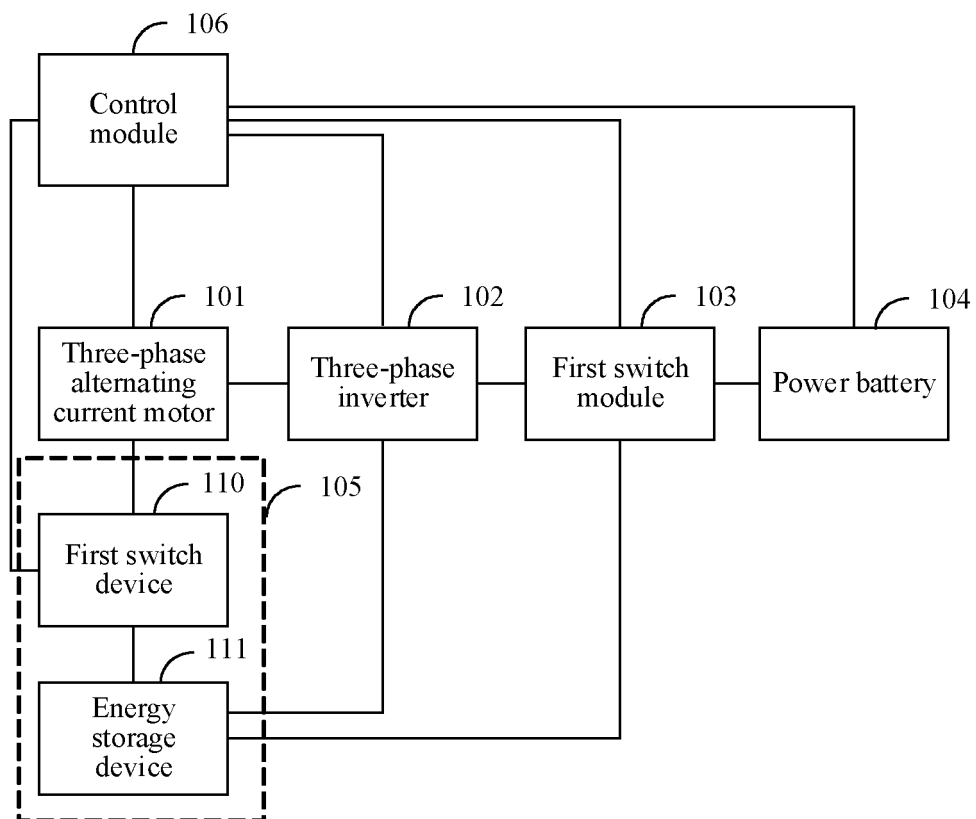 106
Control
module
101
102
103
104
Three-phase
alternating
current motor
Three-phase
inverter
First switch
module
Power battery
110
105
First switch
device
111
Energy
storage
device